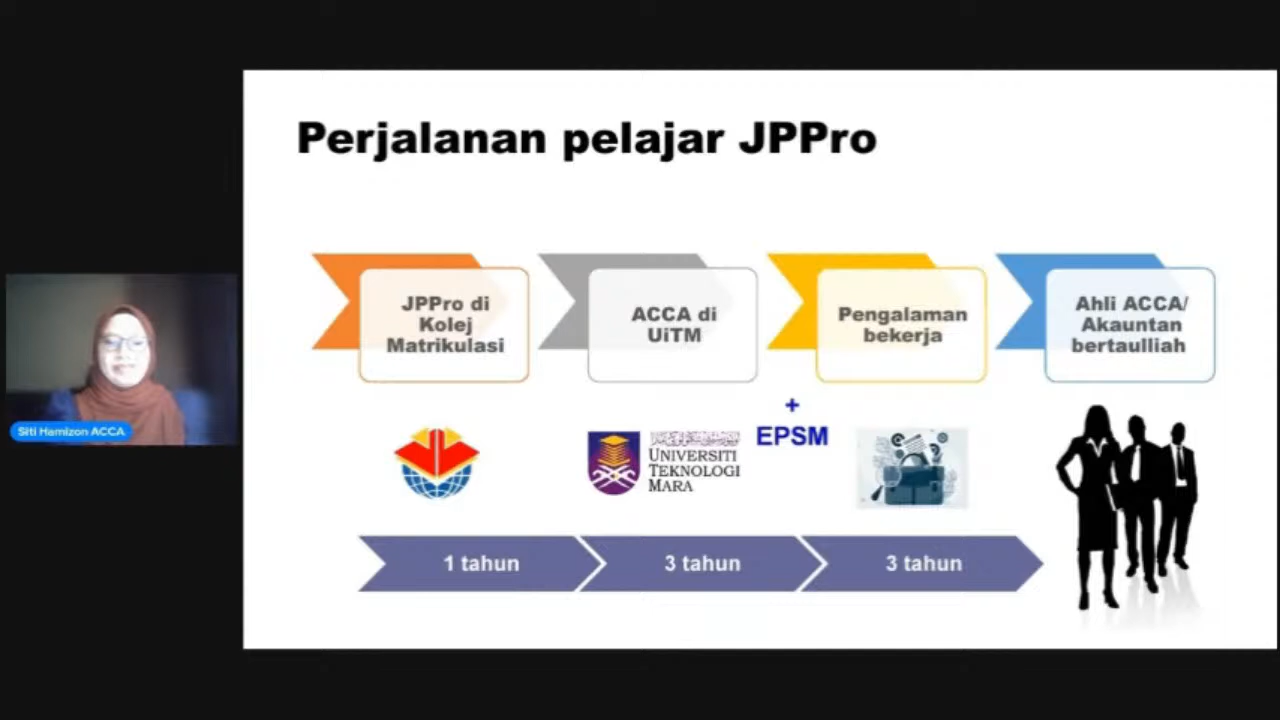 Perjalanan pelajar JPPro
JPPro di
Kolej
Matrikulasi
ACCA di
UiTM
Pengalaman
bekerja
Ahli ACCA/
Akauntan
bertaulliah
+
EPSM
UNIVERSITI
TEKNOLOGI
MARA
Siti Hamizon ACCA
1 tahun
3 tahun
3 tahun